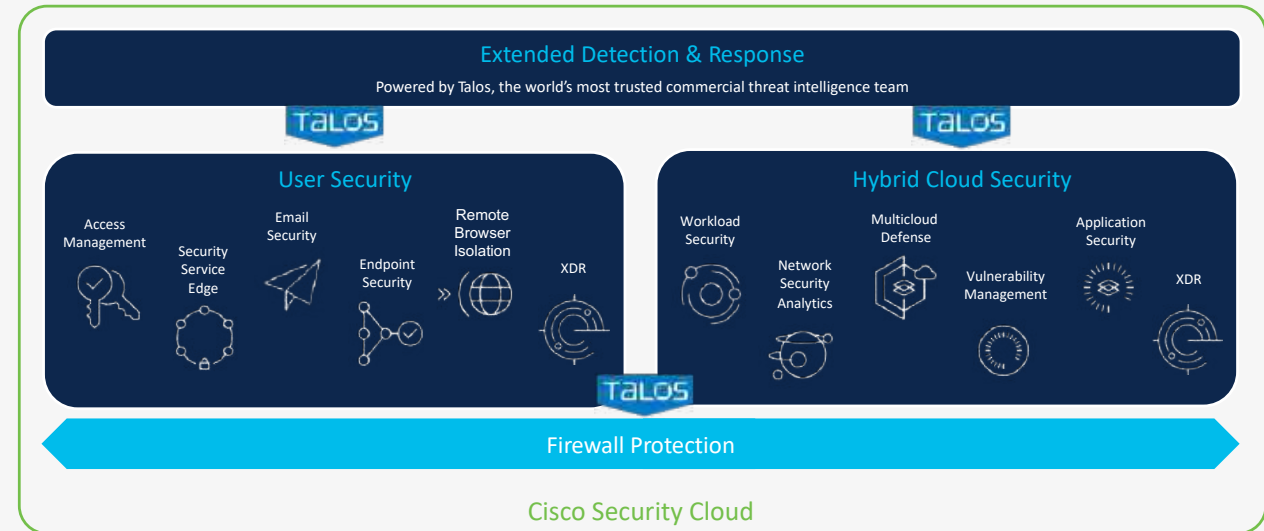 Extended Detection & Response
Powered by Talos, the world's most trusted commercial threat intelligence team
TALOS
TALOS
User Security
Access
Management
Security
Service
Edge
Email
Security
Endpoint
Security
Remote
Browser
Isolation
XDR
Hybrid Cloud Security
Workload
Security
Network
Security
Analytics
Multicloud
Defense
Vulnerability
Management
Application
Security
XDR
TALOS
Firewall Protection
Cisco Security Cloud